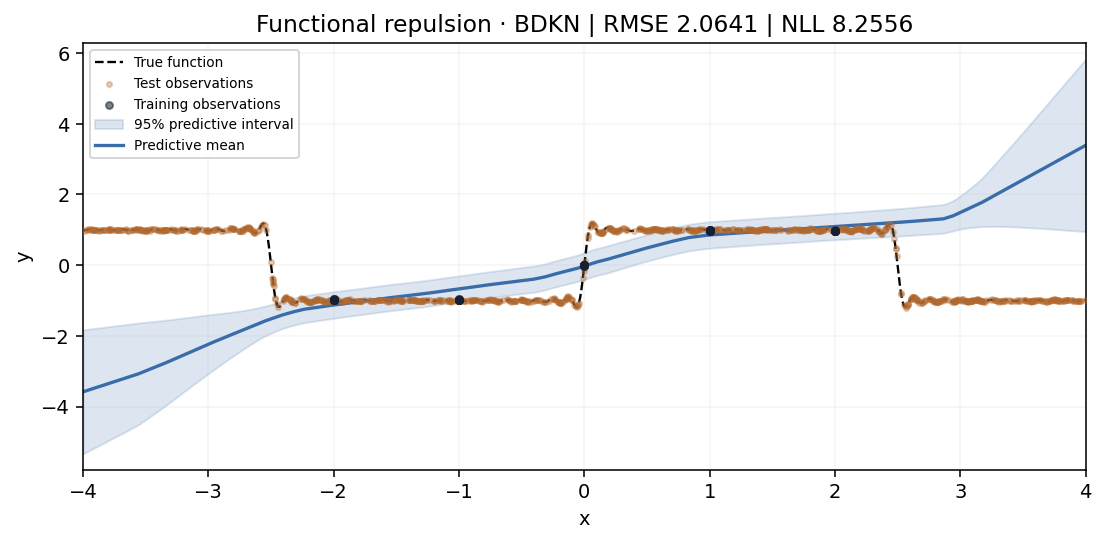 Functional repulsion · BDKN | RMSE 2.0641 | NLL 8.2556
True function
Test observations
Training observations
95% predictive interval
Predictive mean
y
6
4
2
0
−2
−4
−4 −3 −2 −1 0 1 2 3 4
x